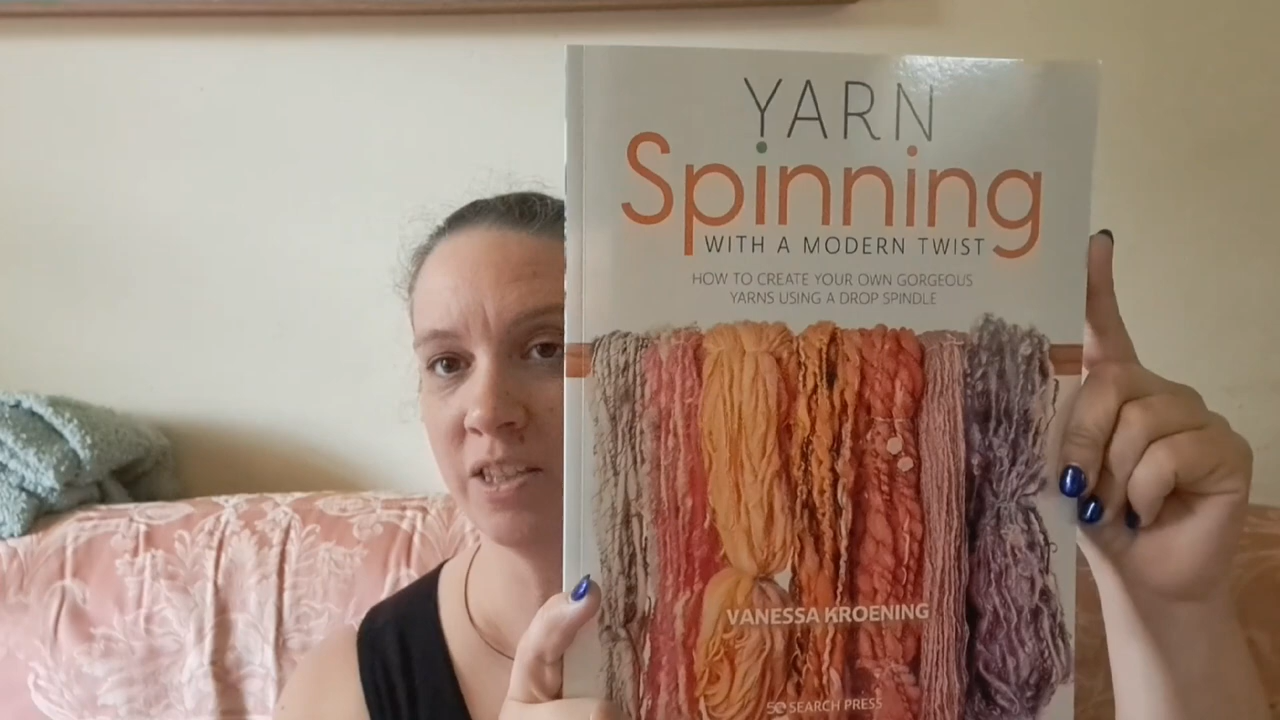 YARN
Spinning
WITH A MODERN TWIST
HOW TO CREATE YOUR OWN GORGEOUS
YARNS USING A DROP SPINDLE
VANESSA KROENING
SEARCH PRESS